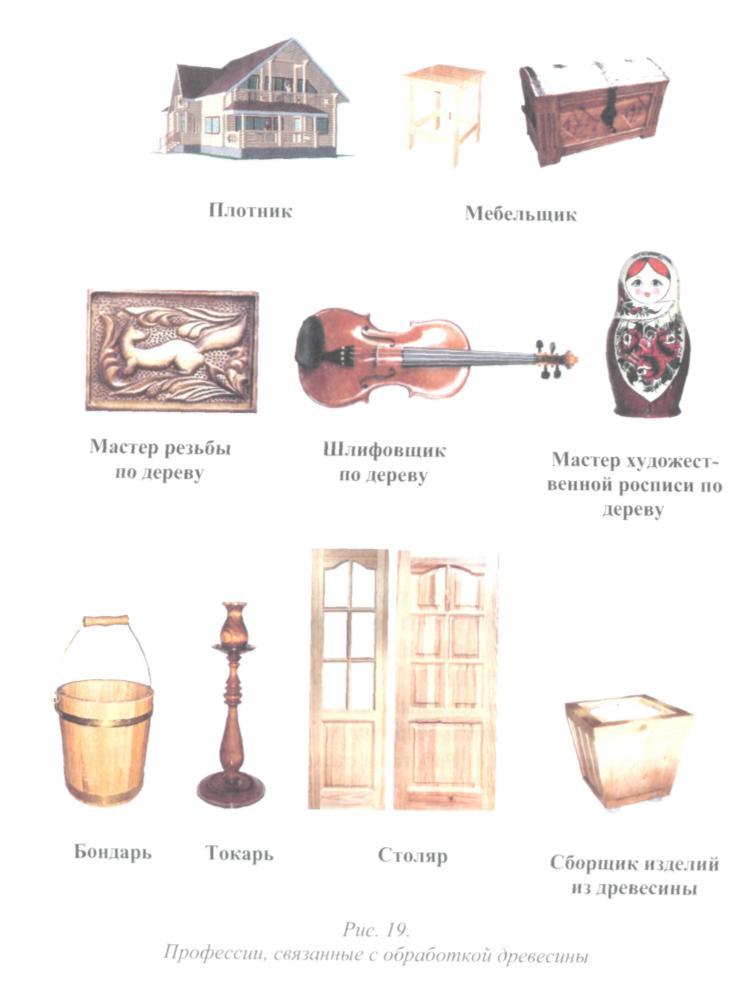 Плотник
Мебельщик
Мастер резьбы
по дереву
Шлифовщик
по дереву
Мастер художест-
венной росписи по
дереву
Бондарь
Токарь
Столяр
Сборщик изделий
из древесины
Рис. 19.
Профессии, связанные с обработкой древесины